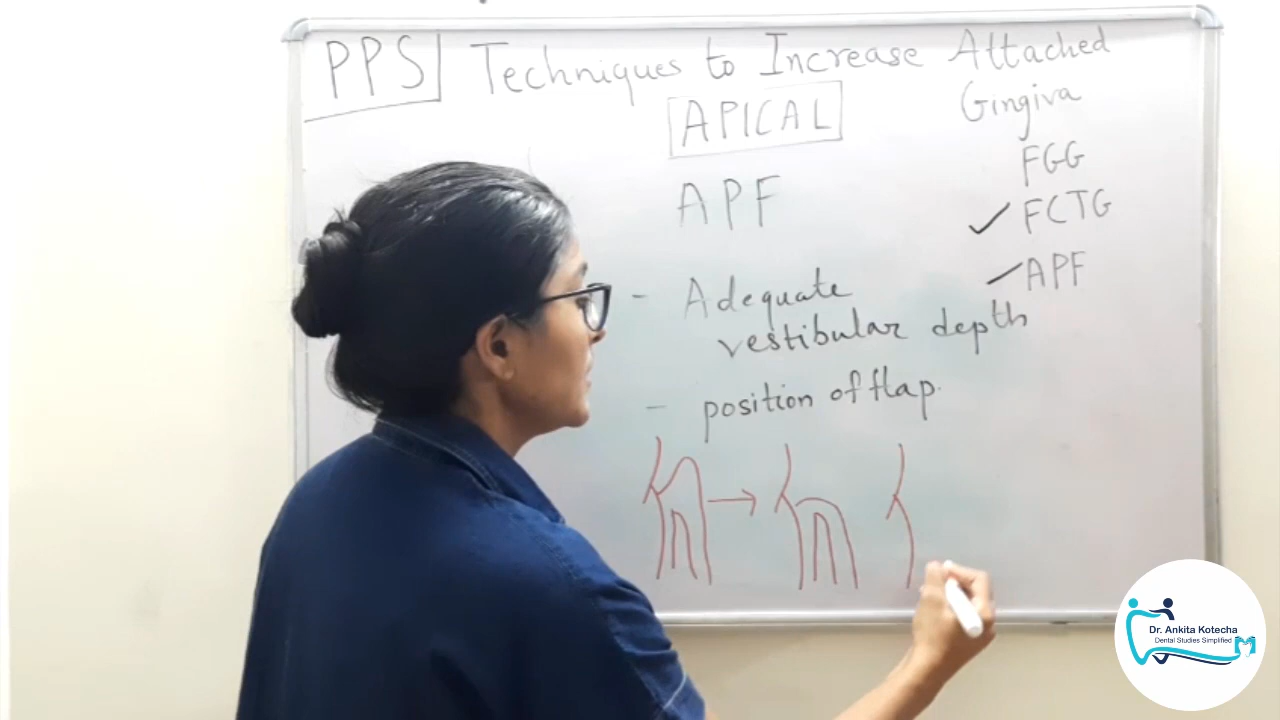 PPS Techniques to Increase Attached
Gingiva
APICAL
FGG
FCTG
APF
APF
- Adequate
vestibular depth
- position of flap.
Dr. Ankita Kotecha
Dental Studies Simplified